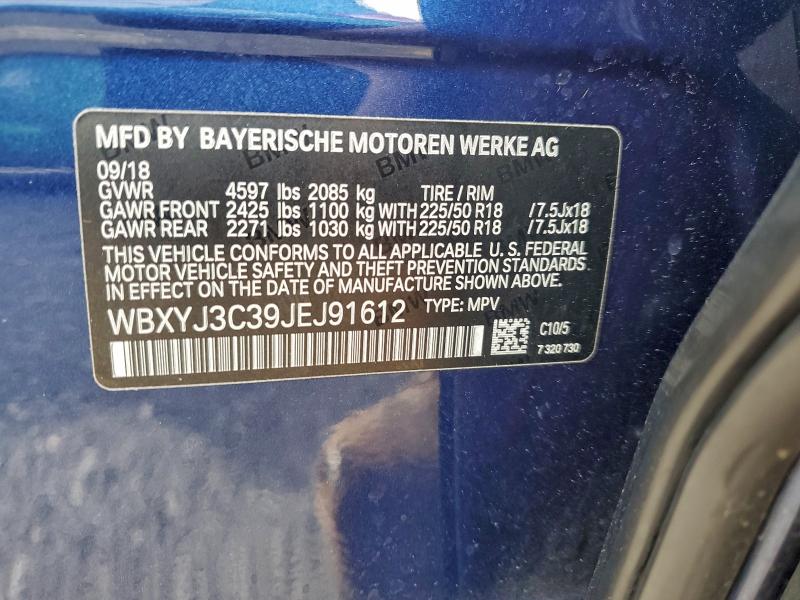 MFD BY BAYERISCHE MOTOREN WERKE AG
09/18
GVWR 4597 lbs 2085 kg TIRE / RIM
GAWR FRONT 2425 lbs 1100 kg WITH 225/50 R18 /7.5Jx18
GAWR REAR 2271 lbs 1030 kg WITH 225/50 R18 /7.5Jx18
THIS VEHICLE CONFORMS TO ALL APPLICABLE U. S. FEDERAL
MOTOR VEHICLE SAFETY AND THEFT PREVENTION STANDARDS
IN EFFECT ON THE DATE OF MANUFACTURE SHOWN ABOVE.
WBXYJ3C39JEJ91612 TYPE: MPV
C10/5
7 320 730